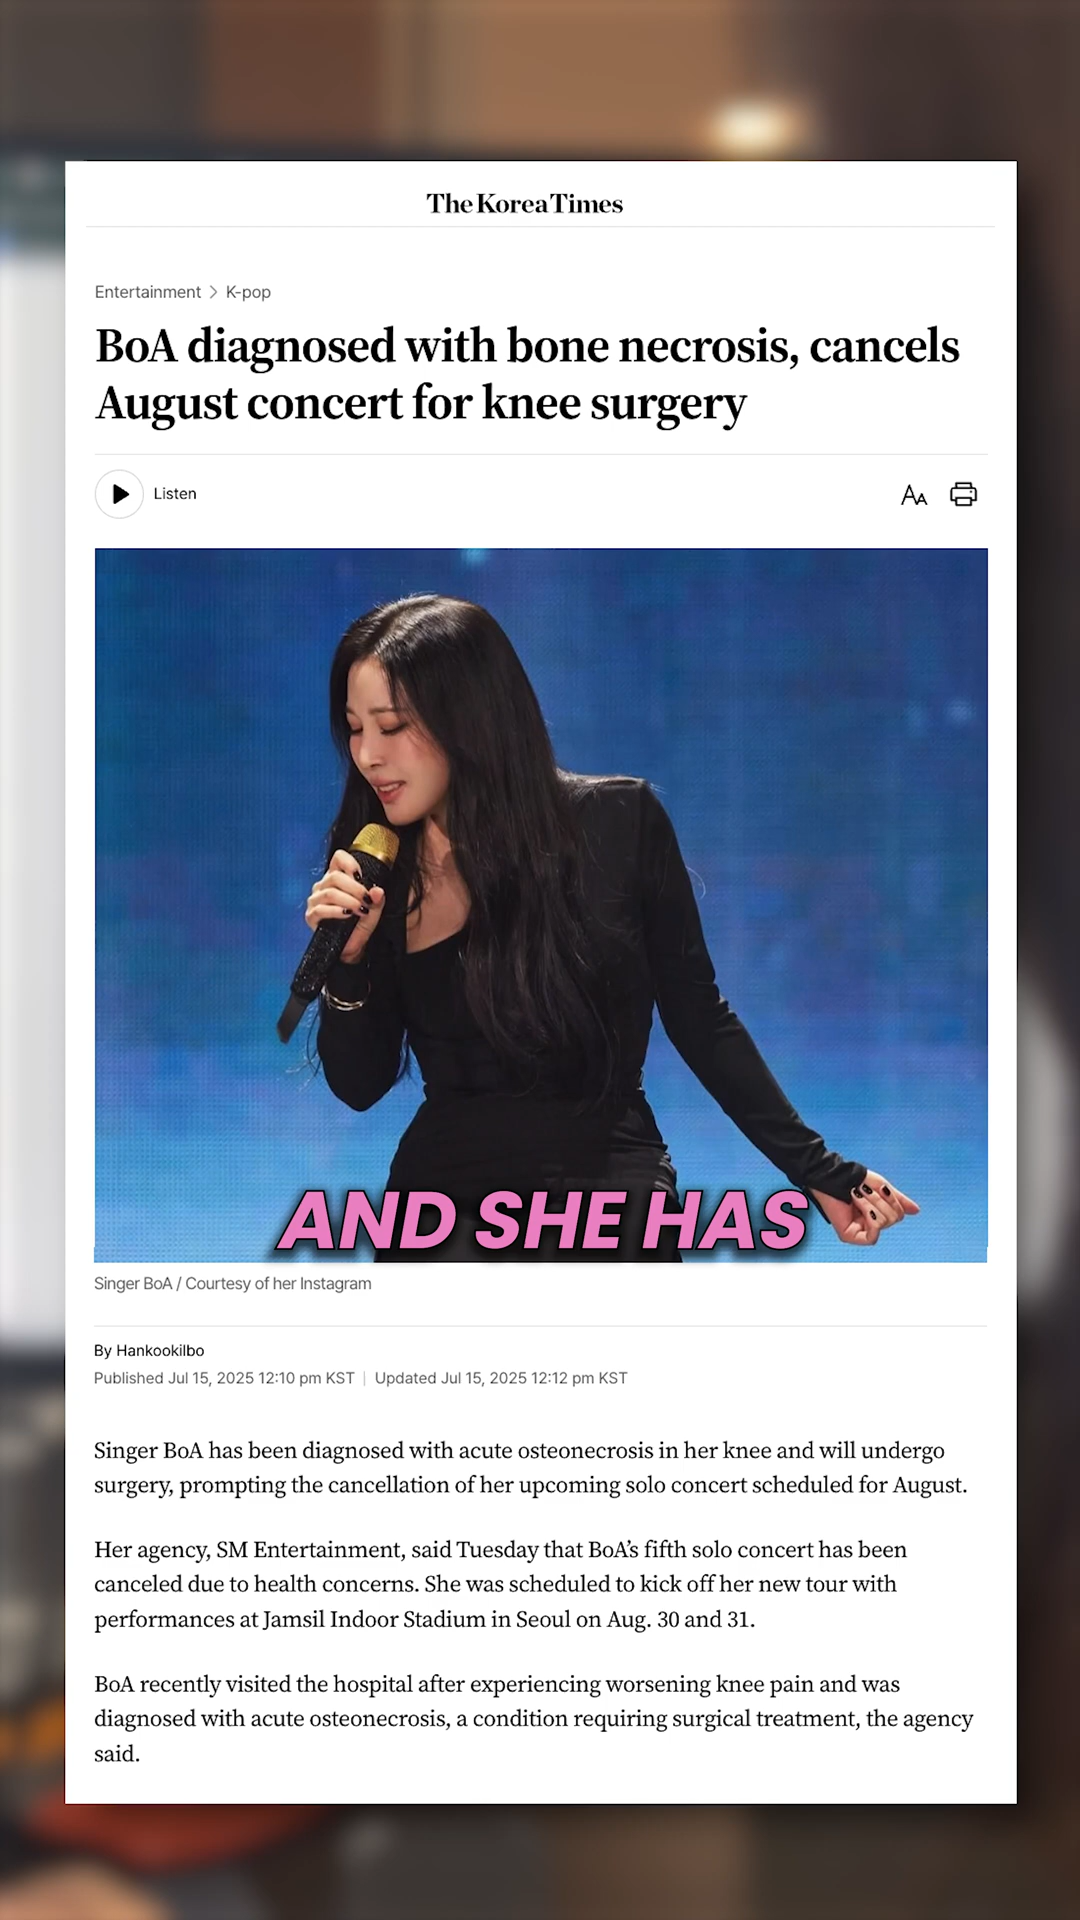 The Korea Times
Entertainment > K-pop
BoA diagnosed with bone necrosis, cancels
August concert for knee surgery
Listen
AA
AND SHE HAS
Singer BoA / Courtesy of her Instagram
By Hankookilbo
Published Jul 15, 2025 12:10 pm KST | Updated Jul 15, 2025 12:12 pm KST
Singer BoA has been diagnosed with acute osteonecrosis in her knee and will undergo
surgery, prompting the cancellation of her upcoming solo concert scheduled for August.
Her agency, SM Entertainment, said Tuesday that BoA’s fifth solo concert has been
canceled due to health concerns. She was scheduled to kick off her new tour with
performances at Jamsil Indoor Stadium in Seoul on Aug. 30 and 31.
BoA recently visited the hospital after experiencing worsening knee pain and was
diagnosed with acute osteonecrosis, a condition requiring surgical treatment, the agency
said.